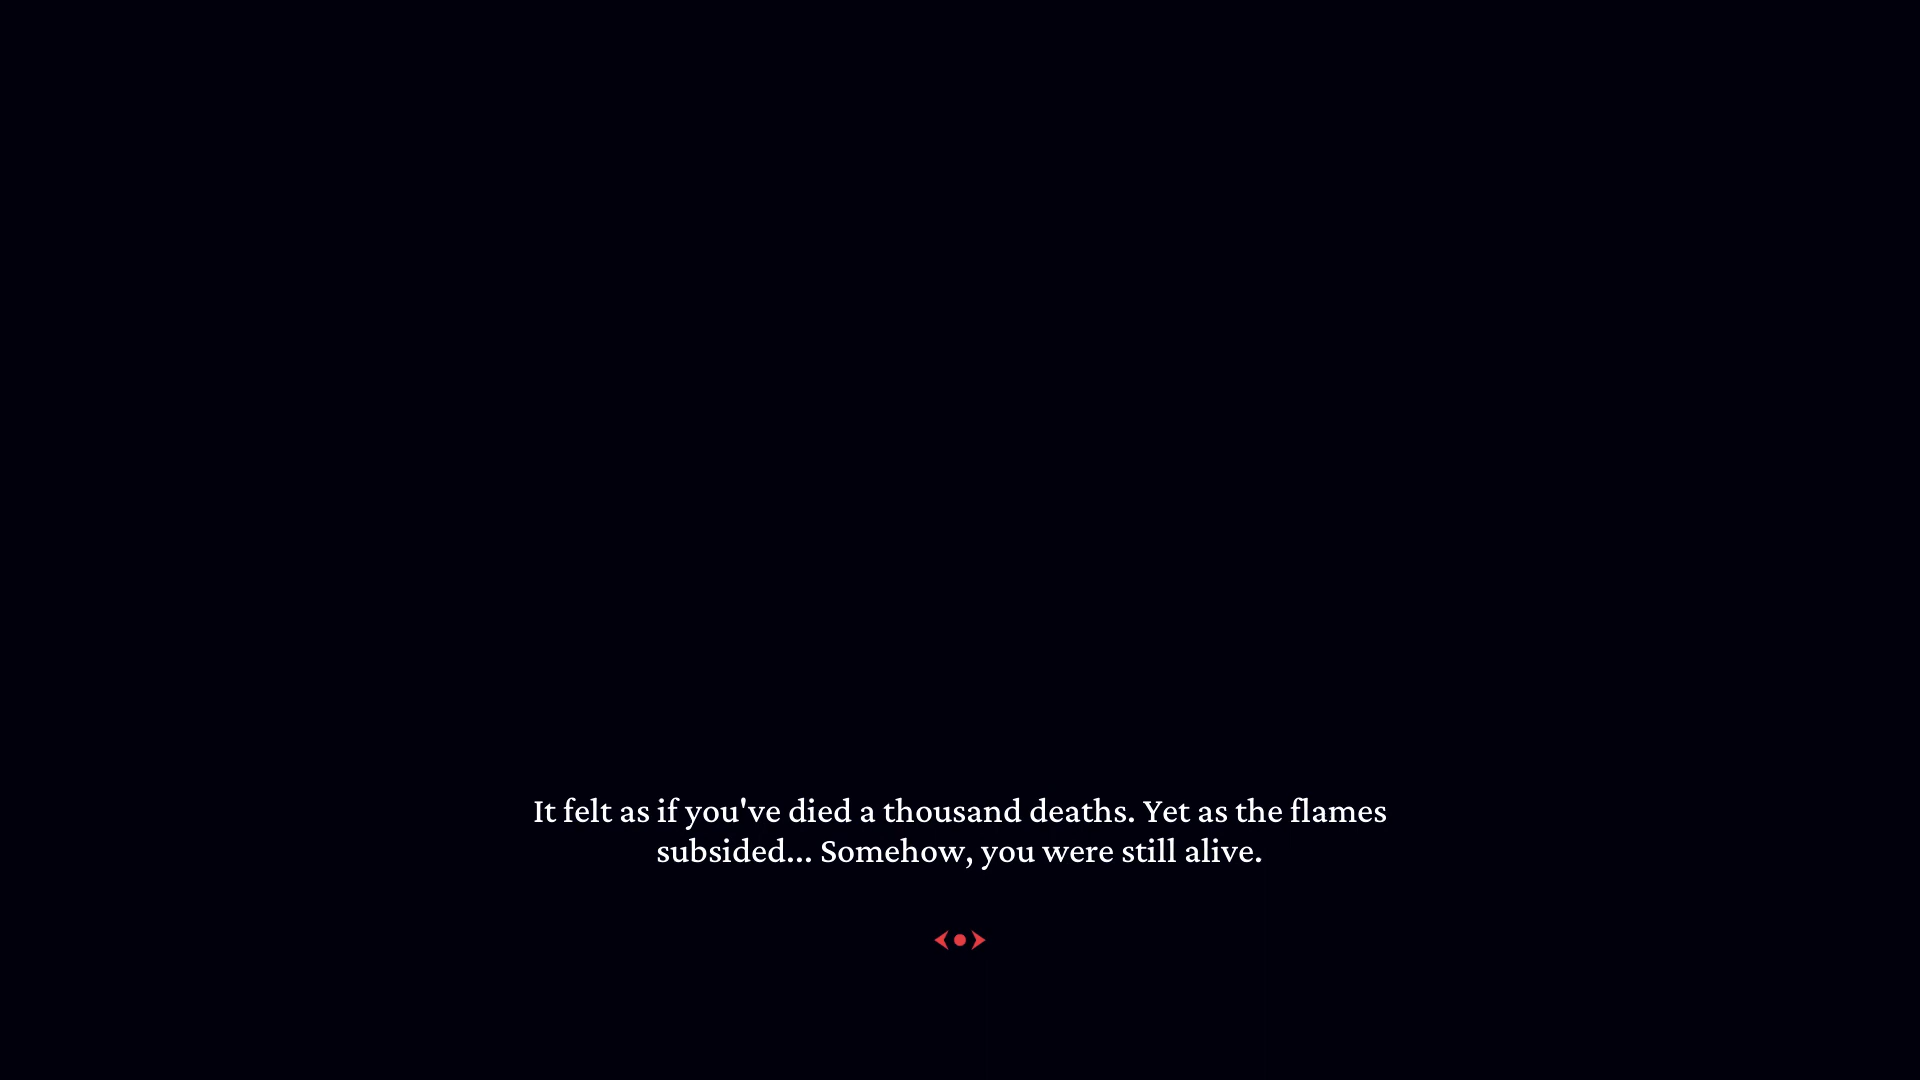 It felt as if you've died a thousand deaths. Yet as the flames
subsided... Somehow, you were still alive.